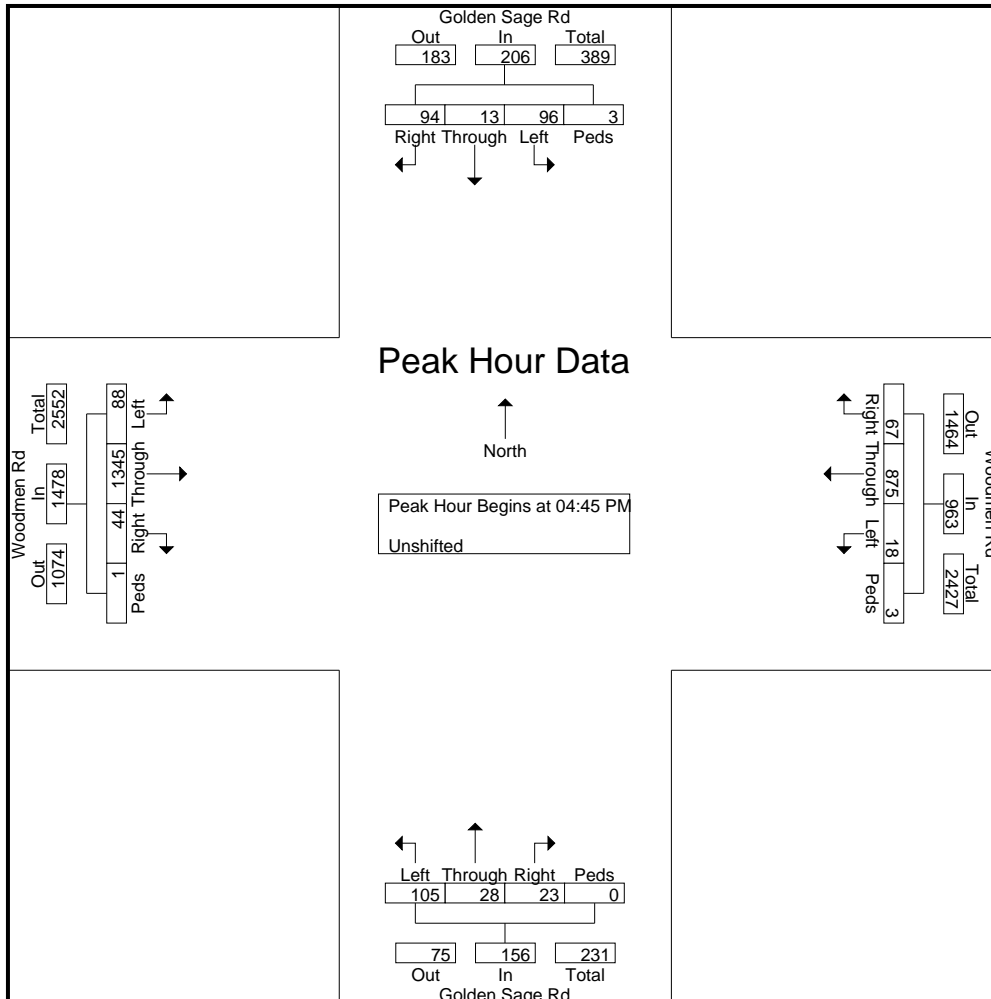 Golden Sage Rd
Out In Total
183 206 389
94 13 96 3
Right Through Left Peds
Peak Hour Data
North
Peak Hour Begins at 04:45 PM
Unshifted
Woodmen Rd
Out In Total
1074 1478 2552
1 44 1345 88
Peds Right Through Left
Woodmen Rd
Out In Total
1464 963 2427
67 875 18 3
Right Through Left Peds
Left Through Right Peds
105 28 23 0
75 156 231
Out In Total
Golden Sage Rd